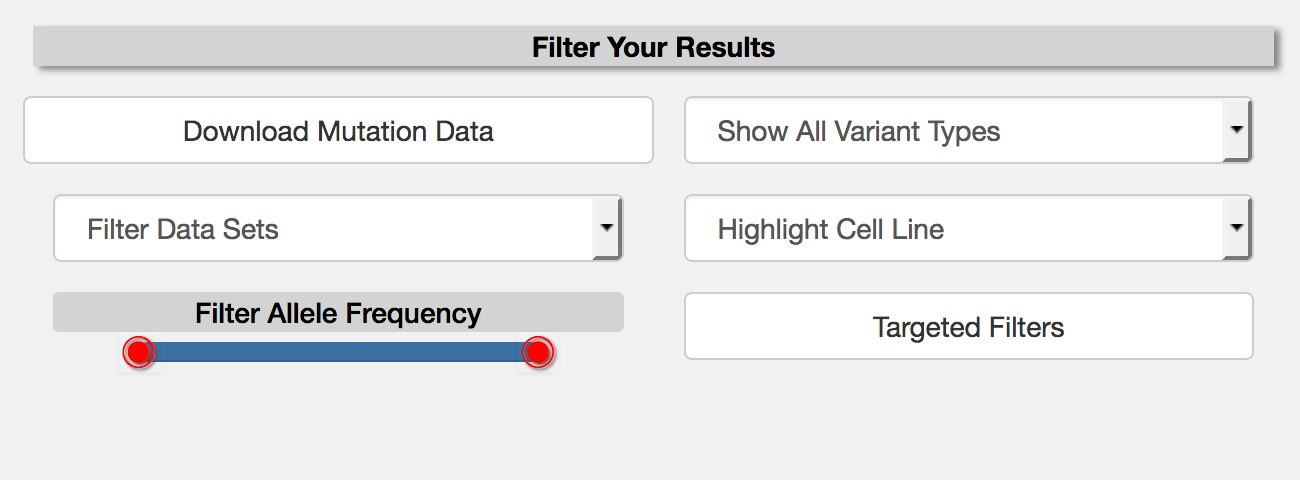 Filter Your Results
Download Mutation Data
Show All Variant Types
Filter Data Sets
Highlight Cell Line
Filter Allele Frequency
Targeted Filters